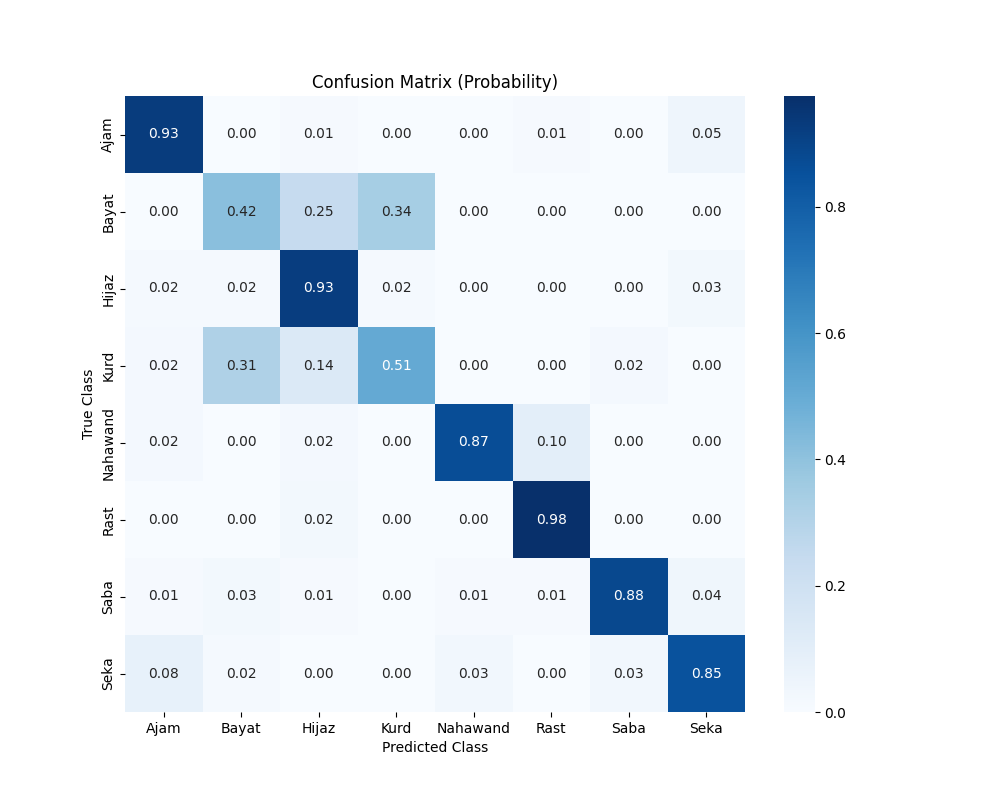 Confusion Matrix (Probability)
True Class
Ajam 0.93 0.00 0.01 0.00 0.00 0.01 0.00 0.05
Bayat 0.00 0.42 0.25 0.34 0.00 0.00 0.00 0.00
Hijaz 0.02 0.02 0.93 0.02 0.00 0.00 0.00 0.03
Kurd 0.02 0.31 0.14 0.51 0.00 0.00 0.02 0.00
Nahawand 0.02 0.00 0.02 0.00 0.87 0.10 0.00 0.00
Rast 0.00 0.00 0.02 0.00 0.00 0.98 0.00 0.00
Saba 0.01 0.03 0.01 0.00 0.01 0.01 0.88 0.04
Seka 0.08 0.02 0.00 0.00 0.03 0.00 0.03 0.85
Ajam Bayat Hijaz Kurd Nahawand Rast Saba Seka
Predicted Class
0.8
0.6
0.4
0.2
0.0